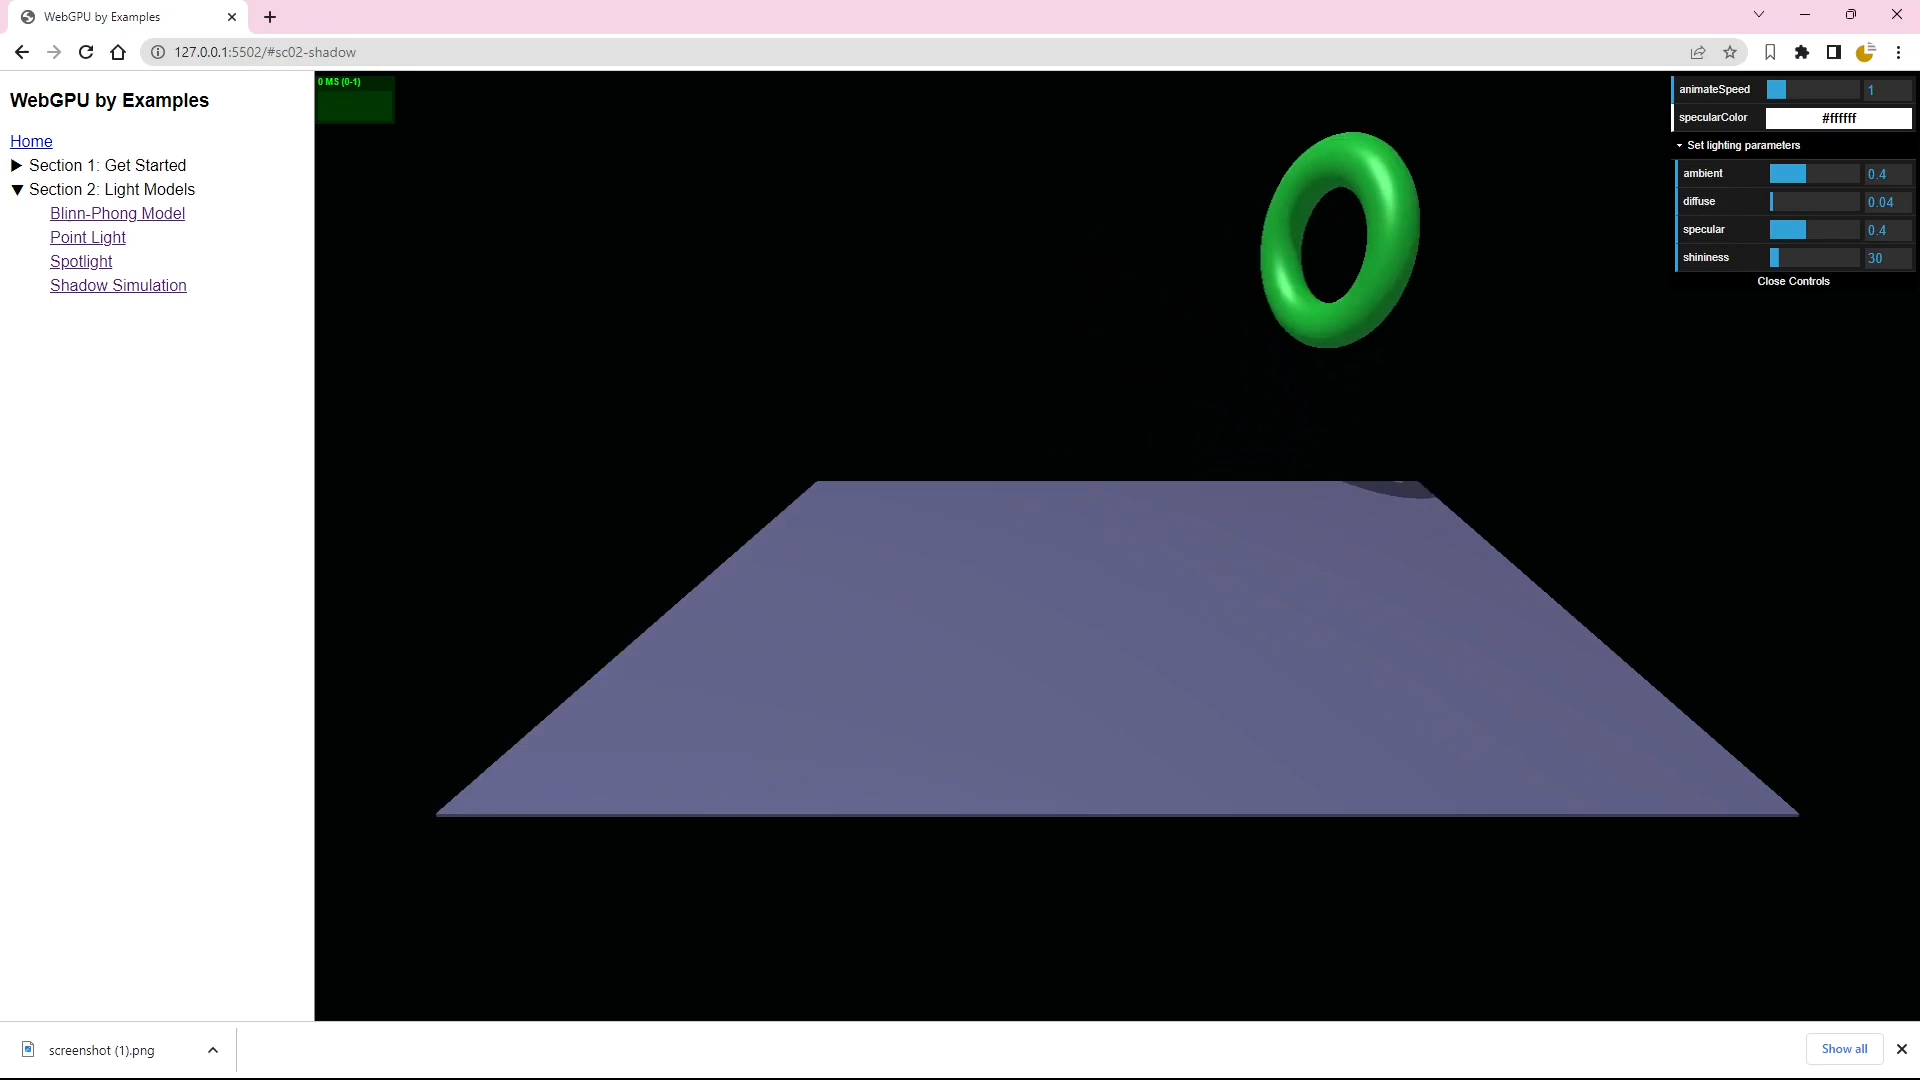 WebGPU by Examples
127.0.0.1:5502/#sc02-shadow
WebGPU by Examples
Home
Section 1: Get Started
Section 2: Light Models
Blinn-Phong Model
Point Light
Spotlight
Shadow Simulation
0 MS (0-1)
animateSpeed 1
specularColor #ffffff
Set lighting parameters
ambient 0.4
diffuse 0.04
specular 0.4
shininess 30
Close Controls
screenshot (1).png
Show all